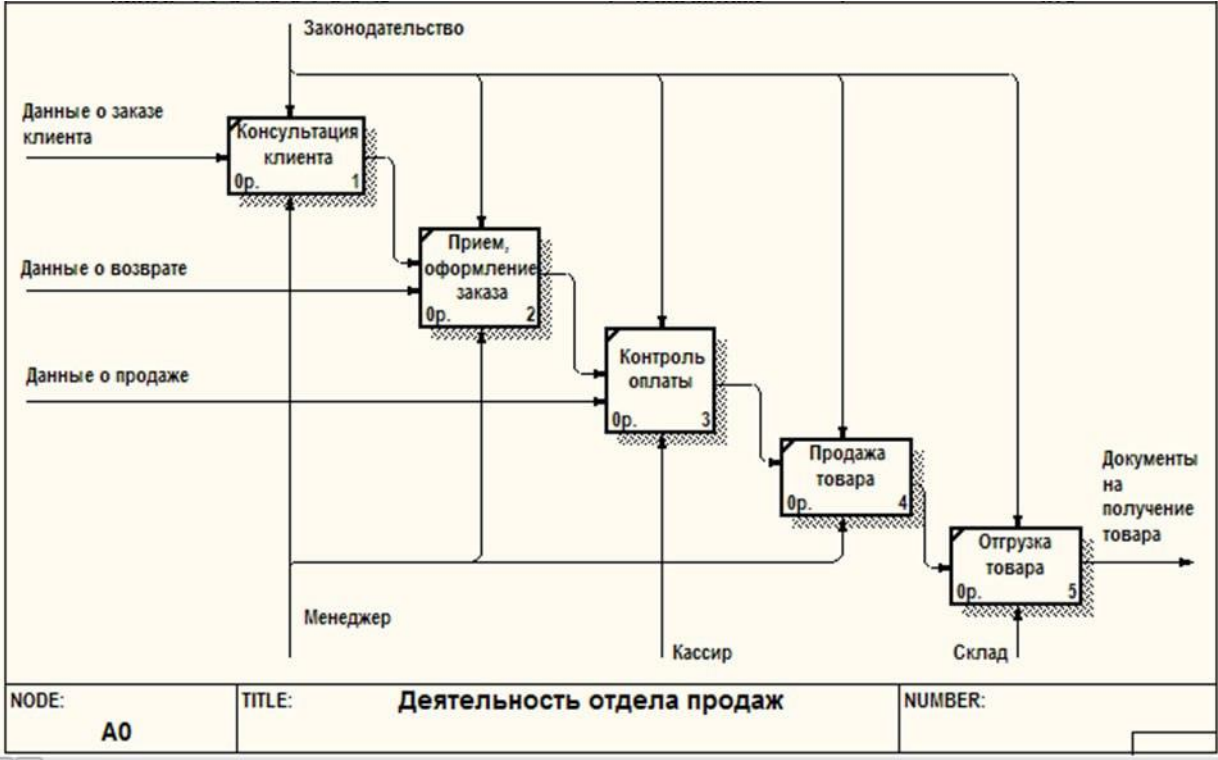 Законодательство
Данные о заказе
клиента
Консультация
клиента
0р. 1
Данные о возврате
Прием,
оформление
заказа
0р. 2
Данные о продаже
Контроль
оплаты
0р. 3
Продажа
товара
0р. 4
Документы
на
получение
товара
Отгрузка
товара
0р. 5
Менеджер
Кассир
Склад
NODE:
A0
TITLE:
Деятельность отдела продаж
NUMBER: